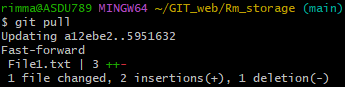 rimma@ASDU789 MINGW64 ~/GIT_web/Rm_storage (main)
$ git pull
Updating a12ebe2..5951632
Fast-forward
 File1.txt | 3 ++-
 1 file changed, 2 insertions(+), 1 deletion(-)